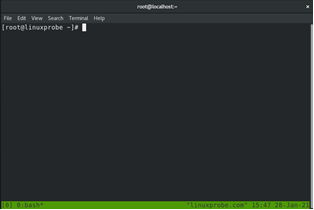 root@localhost:~
File Edit View Search Terminal Help
[root@linuxprobe ~]#
[0] 0:bash* "linuxprobe.com" 15:47 28-Jan-21